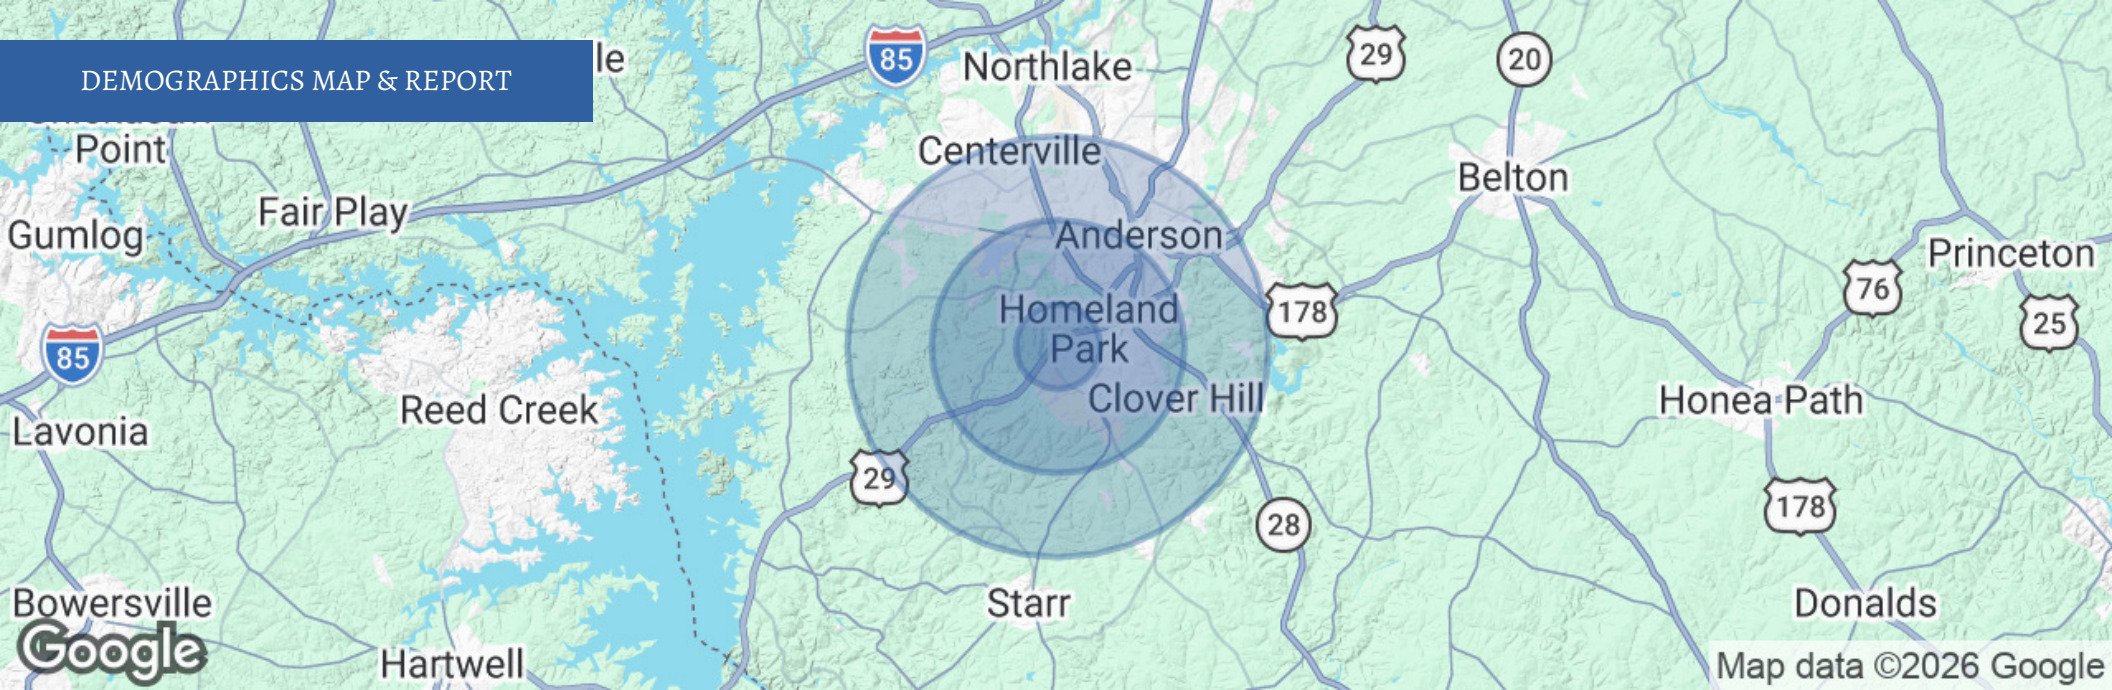 DEMOGRAPHICS MAP & REPORT
le
85
Northlake
29
20
Point
Centerville
Belton
Fair Play
Gumlog
Anderson
Princeton
76
Homeland
Park
178
25
85
Clover Hill
Honea Path
Reed Creek
Lavonia
29
178
28
Bowersville
Starr
Donalds
Google
Hartwell
Map data ©2026 Google